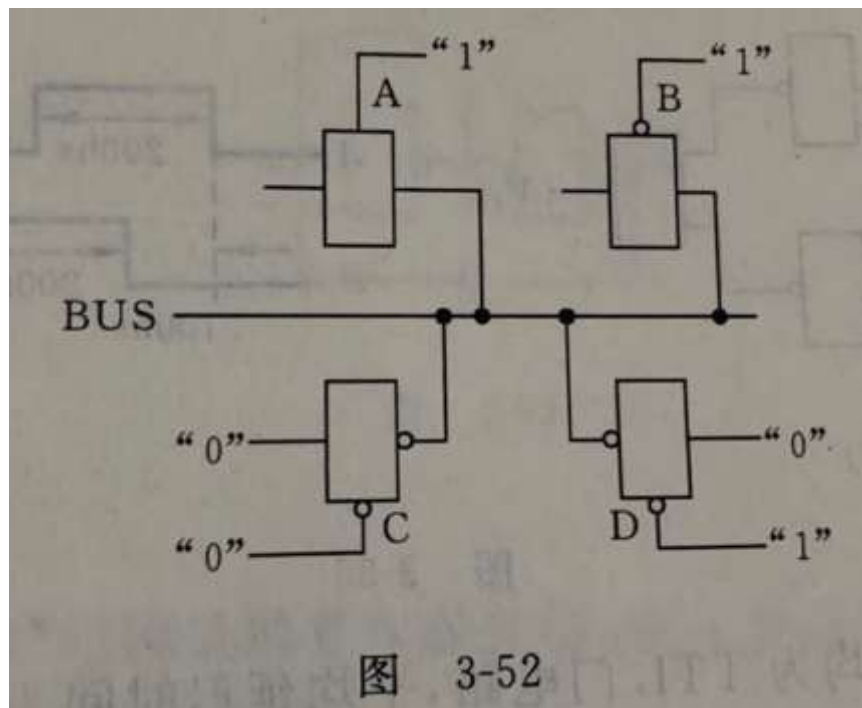 “1” “1”
A B
BUS
“0” “0”
“0” C D “1”
图 3-52